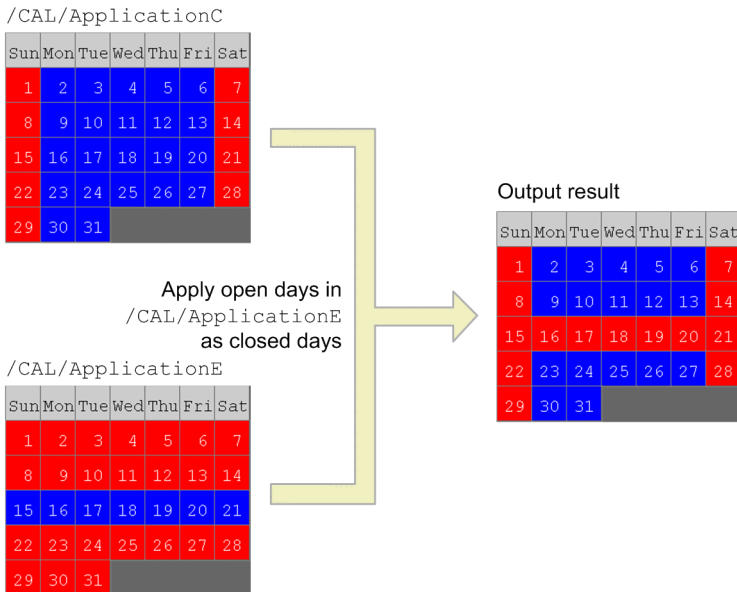 /CAL/ApplicationC
Sun Mon Tue Wed Thu Fri Sat
1 2 3 4 5 6 7
8 9 10 11 12 13 14
15 16 17 18 19 20 21
22 23 24 25 26 27 28
29 30 31
Apply open days in
/CAL/ApplicationE
as closed days
/CAL/ApplicationE
Sun Mon Tue Wed Thu Fri Sat
1 2 3 4 5 6 7
8 9 10 11 12 13 14
15 16 17 18 19 20 21
22 23 24 25 26 27 28
29 30 31
Output result
Sun Mon Tue Wed Thu Fri Sat
1 2 3 4 5 6 7
8 9 10 11 12 13 14
15 16 17 18 19 20 21
22 23 24 25 26 27 28
29 30 31